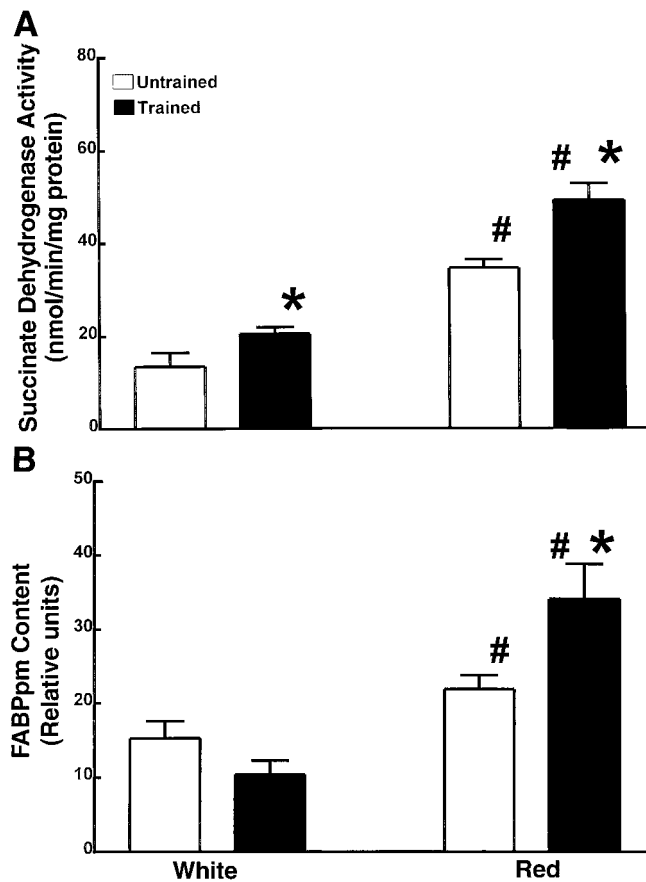 A
Succinate Dehydrogenase Activity
(nmol/min/mg protein)
80
60
40
20
0
Untrained
Trained
*
#
# *
B
FABPpm Content
(Relative units)
50
40
30
20
10
0
#
# *
White
Red